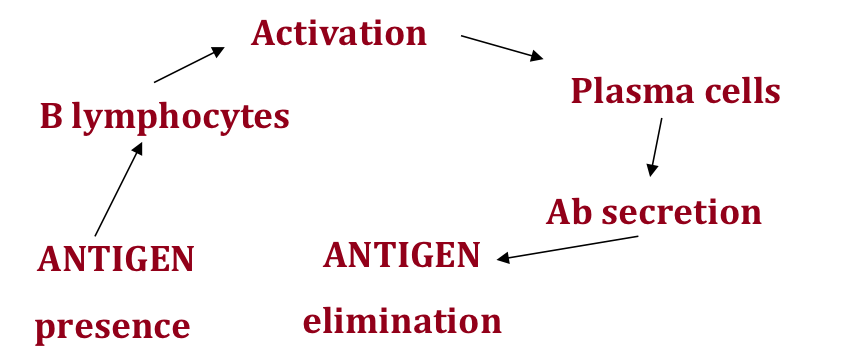 Activation
Plasma cells
B lymphocytes
Ab secretion
ANTIGEN
presence
ANTIGEN
elimination